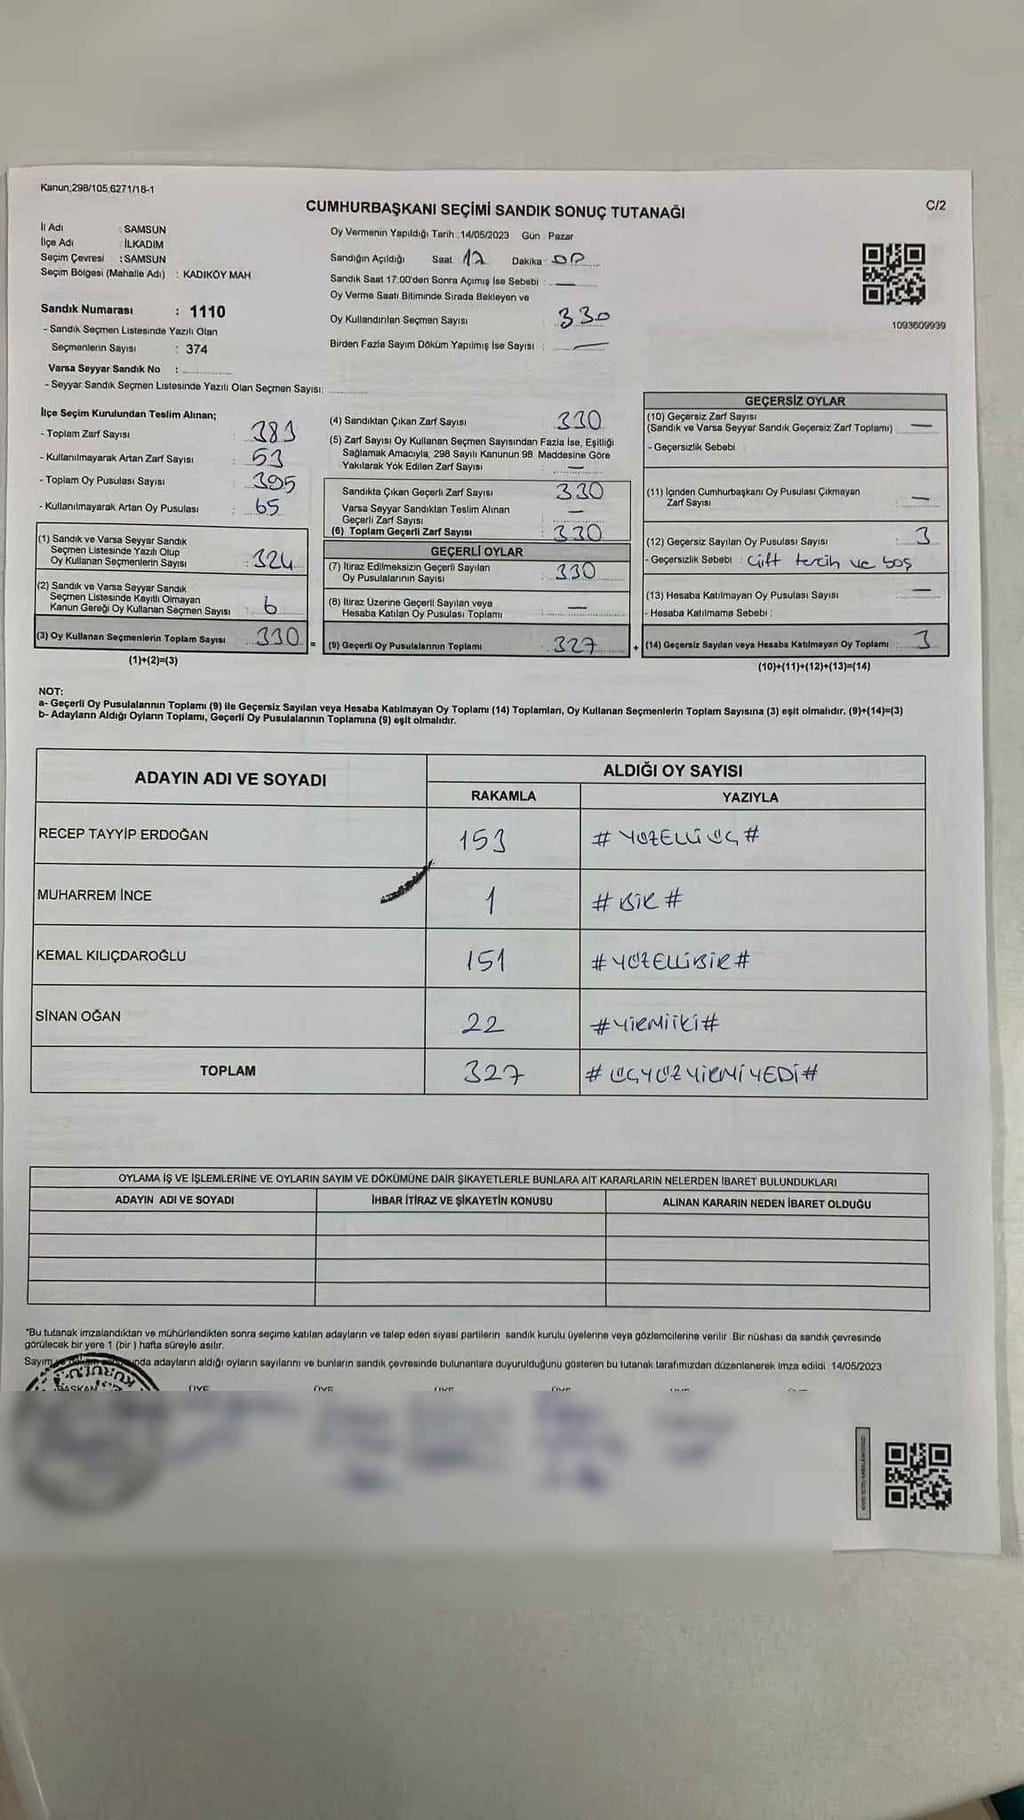 Kanun;298/105,6271/18-1
CUMHURBAŞKANI SEÇİMİ SANDIK SONUÇ TUTANAĞI
C/2
İl Adı : SAMSUN
İlçe Adı : İLKADIM
Seçim Çevresi : SAMSUN
Seçim Bölgesi (Mahalle Adı) : KADIKÖY MAH
Sandık Numarası : 1110
- Sandık Seçmen Listesinde Yazılı Olan
Seçmenlerin Sayısı : 374
Varsa Seyyar Sandık No :
- Seyyar Sandık Seçmen Listesinde Yazılı Olan Seçmen Sayısı:
Oy Vermenin Yapıldığı Tarih : 14/05/2023 Gün : Pazar
Sandığın Açıldığı Saat 17 Dakika
Sandık Saat 17:00'den Sonra Açımış İse Sebebi : —
Oy Verme Saati Bitiminde Sırada Bekleyen ve
Oy Kullandırılan Seçmen Sayısı : 330
Birden Fazla Sayım Döküm Yapılmış İse Sayısı : —
1093609939
İlçe Seçim Kurulundan Teslim Alınan;
- Toplam Zarf Sayısı : 383
- Kullanılmayarak Artan Zarf Sayısı : 53
- Toplam Oy Pusulası Sayısı : 395
- Kullanılmayarak Artan Oy Pusulası : 65
(1) Sandık ve Varsa Seyyar Sandık
Seçmen Listesinde Yazılı Olup
Oy Kullanan Seçmenlerin Sayısı : 324
(2) Sandık ve Varsa Seyyar Sandık
Seçmen Listesinde Kayıtlı Olmayan
Kanun Gereği Oy Kullanan Seçmen Sayısı : 6
(3) Oy Kullanan Seçmenlerin Toplam Sayısı : 330 =
(1)+(2)=(3)
(4) Sandıktan Çıkan Zarf Sayısı : 330
(5) Zarf Sayısı Oy Kullanan Seçmen Sayısından Fazla İse, Eşitliği
Sağlamak Amacıyla, 298 Sayılı Kanunun 98 Maddesine Göre
Yakılarak Yok Edilen Zarf Sayısı : —
Sandıkta Çıkan Geçerli Zarf Sayısı : 330
Varsa Seyyar Sandıktan Teslim Alınan
Geçerli Zarf Sayısı : —
(6) Toplam Geçerli Zarf Sayısı : 330
GEÇERLİ OYLAR
(7) İtiraz Edilmeksizin Geçerli Sayılan
Oy Pusulalarının Sayısı : 330
(8) İtiraz Üzerine Geçerli Sayılan veya
Hesaba Katılan Oy Pusulası Toplamı : —
(9) Geçerli Oy Pusulalarının Toplamı : 327 +
GEÇERSİZ OYLAR
(10) Geçersiz Zarf Sayısı
(Sandık ve Varsa Seyyar Sandık Geçersiz Zarf Toplamı) : —
- Geçersizlik Sebebi
(11) İçinden Cumhurbaşkanı Oy Pusulası Çıkmayan
Zarf Sayısı : —
(12) Geçersiz Sayılan Oy Pusulası Sayısı : 3
- Geçersizlik Sebebi : Çift tercih ve boş
(13) Hesaba Katılmayan Oy Pusulası Sayısı : —
- Hesaba Katılmama Sebebi :
(14) Geçersiz Sayılan veya Hesaba Katılmayan Oy Toplamı : 3
(10)+(11)+(12)+(13)=(14)
NOT:
a- Geçerli Oy Pusulalarının Toplamı (9) ile Geçersiz Sayılan veya Hesaba Katılmayan Oy Toplamı (14) Toplamları, Oy Kullanan Seçmenlerin Toplam Sayısına (3) eşit olmalıdır. (9)+(14)=(3)
b- Adayların Aldığı Oyların Toplamı, Geçerli Oy Pusulalarının Toplamına (9) eşit olmalıdır.
ADAYIN ADI VE SOYADI
ALDIĞI OY SAYISI
RAKAMLA YAZIYLA
RECEP TAYYİP ERDOĞAN 153 # YÜZELLİÜÇ #
MUHARREM İNCE 1 # BİR #
KEMAL KILIÇDAROĞLU 151 # YÜZELLİBİR #
SİNAN OĞAN 22 # YİRMİİKİ #
TOPLAM 327 # ÜÇYÜZYİRMİYEDİ #
OYLAMA İŞ VE İŞLEMLERİNE VE OYLARIN SAYIM VE DÖKÜMÜNE DAİR ŞİKAYETLERLE BUNLARA AİT KARARLARIN NELERDEN İBARET BULUNDUKLARI
ADAYIN ADI VE SOYADI İHBAR İTİRAZ VE ŞİKAYETİN KONUSU ALINAN KARARIN NEDEN İBARET OLDUĞU
"Bu tutanak imzalandıktan ve mühürlendikten sonra seçime katılan adayların ve talep eden siyasi partilerin sandık kurulu üyelerine veya gözlemcilerine verilir. Bir nüshası da sandık çevresinde
görülecek bir yere 1 (bir) hafta süreyle asılır.
Sayım adayların aldığı oyların sayılarını ve bunların sandık çevresinde bulunanlara duyurulduğunu gösteren bu tutanak tarafımızdan düzenlenerek imza edildi. 14/05/2023
BAŞKAN ÜYE ÜYE ÜYE ÜYE